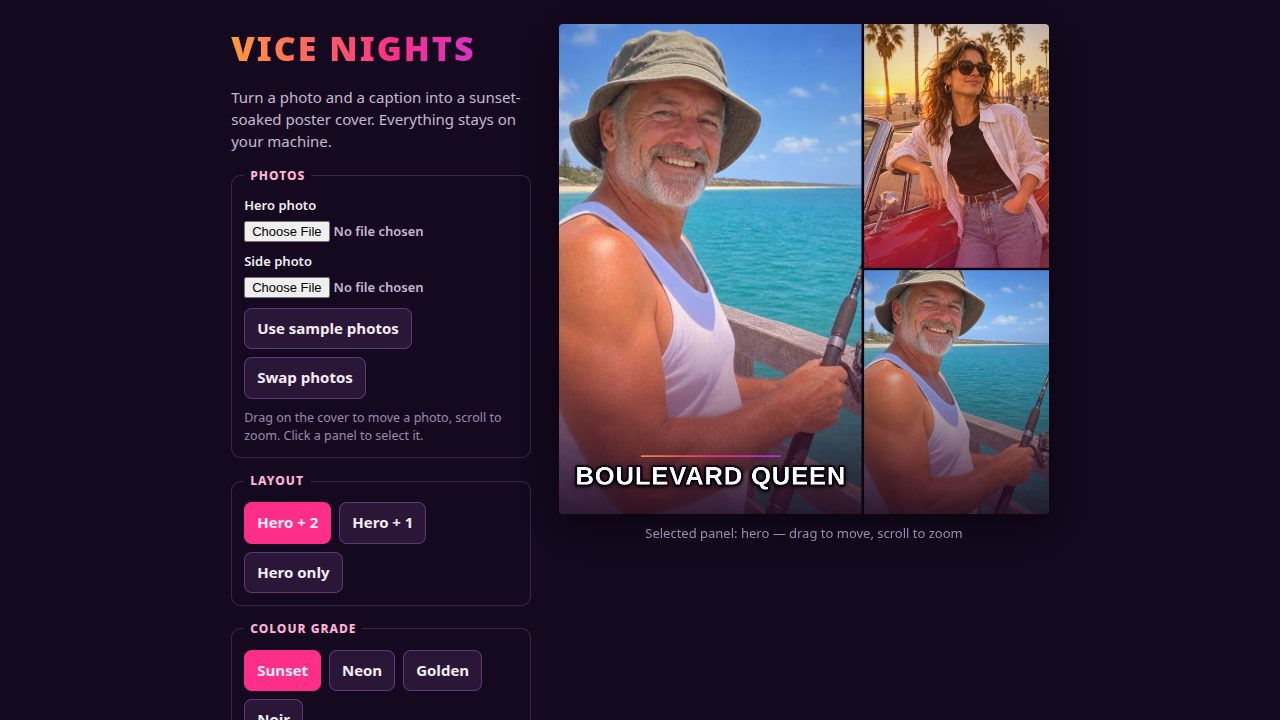 VICE NIGHTS
Turn a photo and a caption into a sunset-
soaked poster cover. Everything stays on
your machine.
PHOTOS
Hero photo
Choose File No file chosen
Side photo
Choose File No file chosen
Use sample photos
Swap photos
Drag on the cover to move a photo, scroll to
zoom. Click a panel to select it.
LAYOUT
Hero + 2 Hero + 1
Hero only
COLOUR GRADE
Sunset Neon Golden
Noir
BOULEVARD QUEEN
Selected panel: hero — drag to move, scroll to zoom